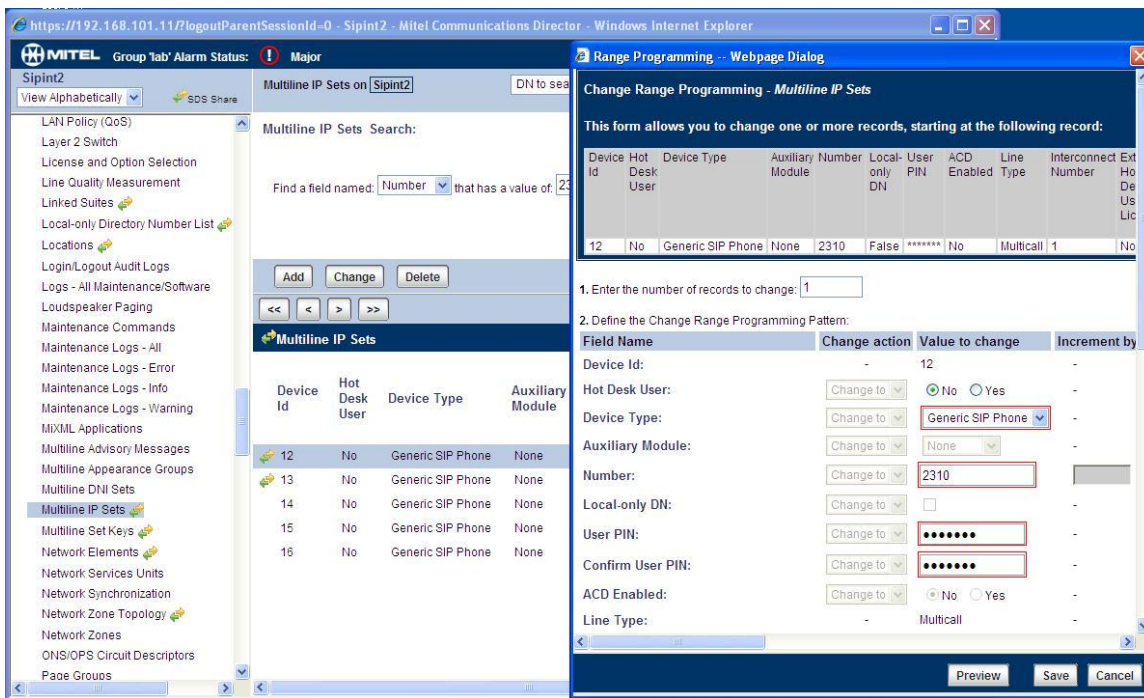 https://192.168.101.11/?logoutParentSessionId=0 - Sipint2 - Mitel Communications Director - Windows Internet Explorer
MITEL Group 'lab' Alarm Status: Major
Sipint2
View Alphabetically SDS Share
LAN Policy (QoS)
Layer 2 Switch
License and Option Selection
Line Quality Measurement
Linked Suites
Local-only Directory Number List
Locations
Login/Logout Audit Logs
Logs - All Maintenance/Software
Loudspeaker Paging
Maintenance Commands
Maintenance Logs - All
Maintenance Logs - Error
Maintenance Logs - Info
Maintenance Logs - Warning
MiXML Applications
Multiline Advisory Messages
Multiline Appearance Groups
Multiline DNI Sets
Multiline IP Sets
Multiline Set Keys
Network Elements
Network Services Units
Network Synchronization
Network Zone Topology
Network Zones
ONS/OPS Circuit Descriptors
Page Groups
Multiline IP Sets on Sipint2 DN to sea
Multiline IP Sets Search:
Find a field named: Number that has a value of: 23
Add Change Delete
<< < > >>
Multiline IP Sets
Device Id Hot Desk User Device Type Auxiliary Module
12 No Generic SIP Phone None
13 No Generic SIP Phone None
14 No Generic SIP Phone None
15 No Generic SIP Phone None
16 No Generic SIP Phone None
Range Programming -- Webpage Dialog
Change Range Programming - Multiline IP Sets
This form allows you to change one or more records, starting at the following record:
Device Id Hot Desk User Device Type Auxiliary Module Number Local-only DN User PIN ACD Enabled Line Type Interconnect Number Ext Ho De Us Lic
12 No Generic SIP Phone None 2310 False ******* No Multicall 1 No
1. Enter the number of records to change: 1
2. Define the Change Range Programming Pattern:
Field Name Change action Value to change Increment by
Device Id: - 12 -
Hot Desk User: Change to No Yes -
Device Type: Change to Generic SIP Phone -
Auxiliary Module: Change to None -
Number: Change to 2310
Local-only DN: Change to -
User PIN: Change to ••••••• -
Confirm User PIN: Change to ••••••• -
ACD Enabled: Change to No Yes -
Line Type: - Multicall -
Preview Save Cancel